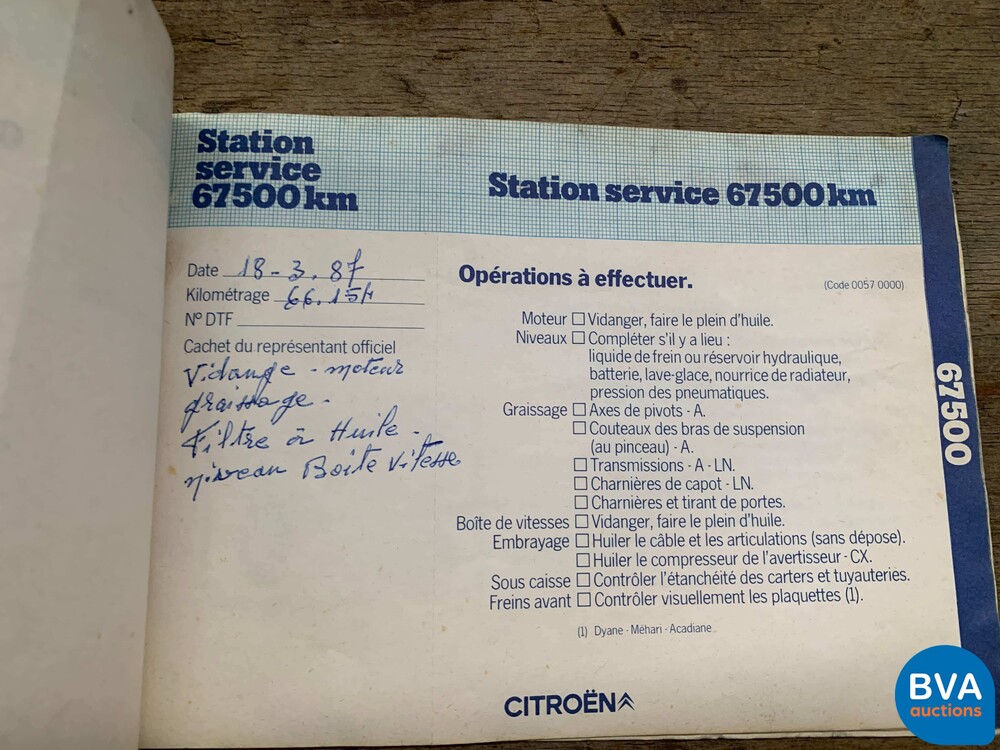 Station
service
67500 km
Date 18-3.87
Kilométrage 66.154
N° DTF
Cachet du représentant officiel
Vidange - moteur
graissage -
Filtre à Huile -
niveau Boite Vitesse
Station service 67500 km
Opérations à effectuer.
(Code 0057 0000)
Moteur ☐ Vidanger, faire le plein d'huile.
Niveaux ☐ Compléter s'il y a lieu :
liquide de frein ou réservoir hydraulique,
batterie, lave-glace, nourrice de radiateur,
pression des pneumatiques.
Graissage ☐ Axes de pivots - A.
☐ Couteaux des bras de suspension
(au pinceau) - A.
☐ Transmissions - A - LN.
☐ Charnières de capot - LN.
☐ Charnières et tirant de portes.
Boîte de vitesses ☐ Vidanger, faire le plein d'huile.
Embrayage ☐ Huiler le câble et les articulations (sans dépose).
☐ Huiler le compresseur de l'avertisseur - CX.
Sous caisse ☐ Contrôler l'étanchéité des carters et tuyauteries.
Freins avant ☐ Contrôler visuellement les plaquettes (1).
(1) Dyane - Méhari - Acadiane
CITROËN
67500
BVA
auctions